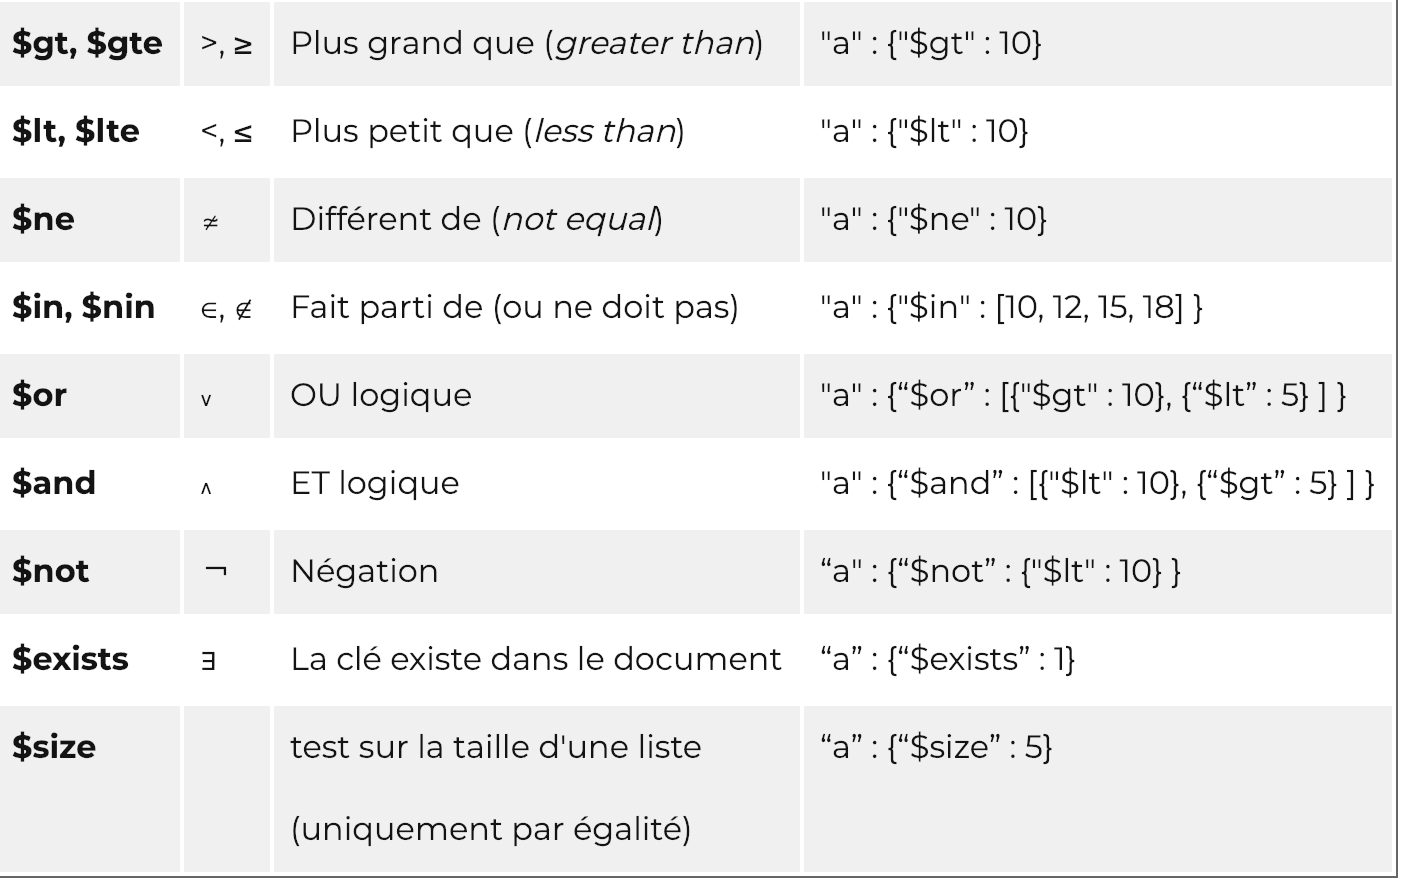 $gt, $gte >, ≥ Plus grand que (greater than) "a" : {"$gt" : 10}
$lt, $lte <, ≤ Plus petit que (less than) "a" : {"$lt" : 10}
$ne ≠ Différent de (not equal) "a" : {"$ne" : 10}
$in, $nin ∈, ∉ Fait parti de (ou ne doit pas) "a" : {"$in" : [10, 12, 15, 18] }
$or ∨ OU logique "a" : {“$or” : [{"$gt" : 10}, {“$lt” : 5} ] }
$and ∧ ET logique "a" : {“$and” : [{"$lt" : 10}, {“$gt” : 5} ] }
$not ¬ Négation “a" : {“$not” : {"$lt" : 10} }
$exists ∃ La clé existe dans le document “a” : {“$exists” : 1}
$size test sur la taille d'une liste “a” : {“$size” : 5}
(uniquement par égalité)